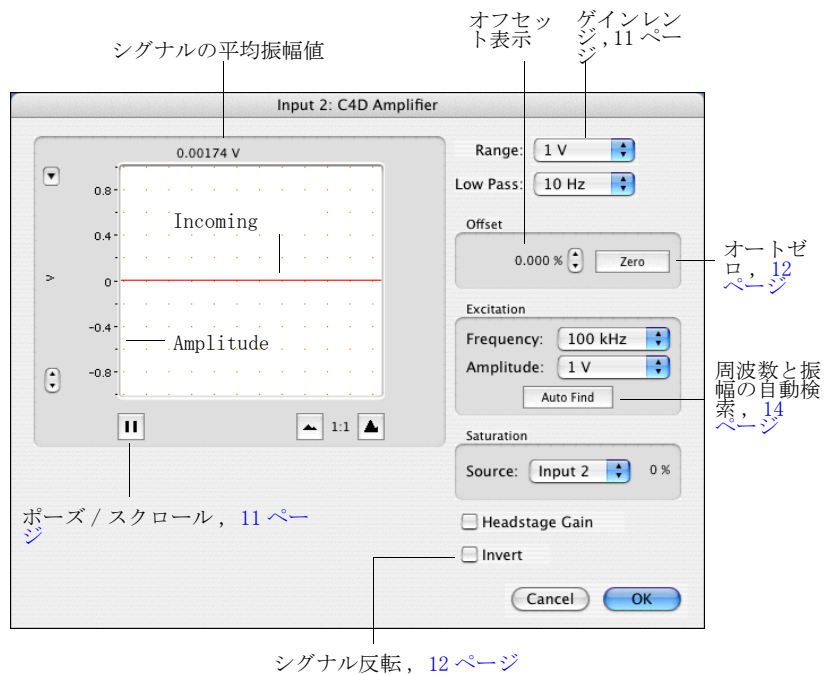 オフセッ
ト表示
ゲインレン
ジ ,11 ペー
ジ
シグナルの平均振幅値
Input 2: C4D Amplifier
0.00174 V
Range: 1 V
Low Pass: 10 Hz
0.8
0.4
0
-0.4
-0.8
V
Incoming
Amplitude
Offset
0.000 % Zero
オートゼ
ロ , 12
ページ
Excitation
Frequency: 100 kHz
Amplitude: 1 V
Auto Find
周波数と振
幅の自動検
索 , 14
ページ
1:1
Saturation
Source: Input 2 0 %
ポーズ / スクロール , 11 ペー
ジ
Headstage Gain
Invert
Cancel OK
シグナル反転 , 12 ページ